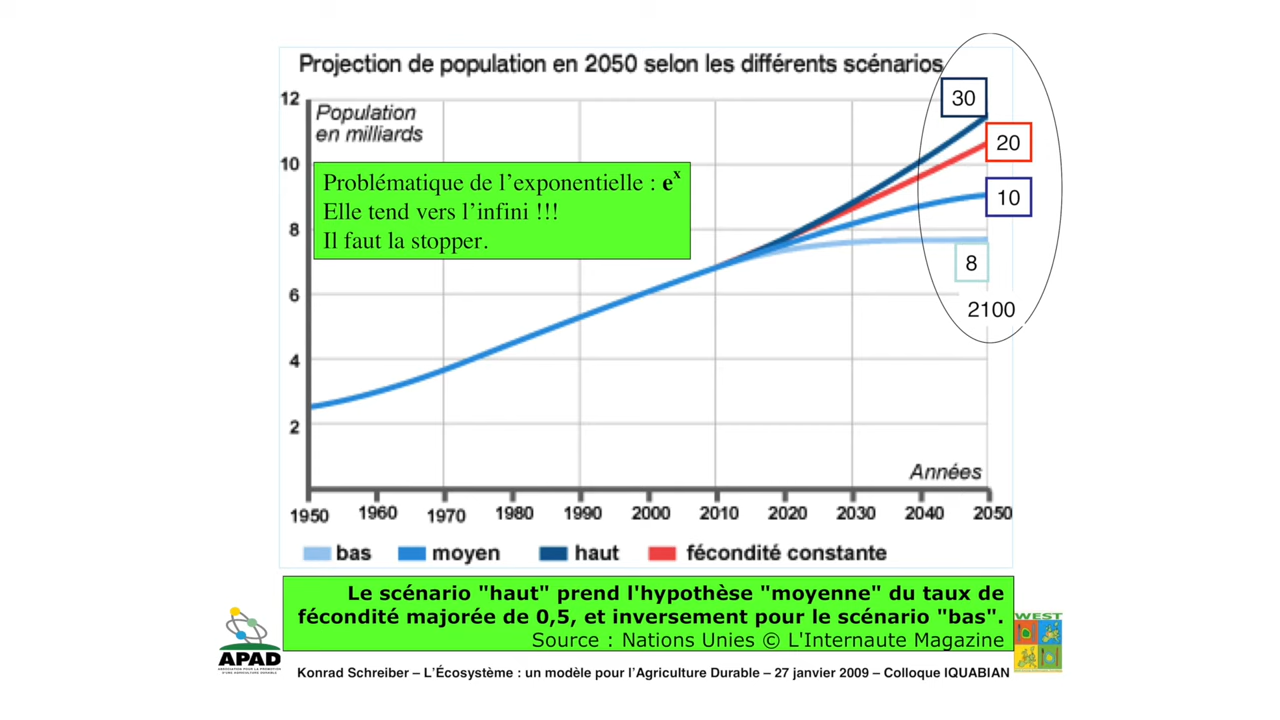 Projection de population en 2050 selon les différents scénarios
30
12
Population
en milliards
20
10
Problématique de l'exponentielle : e^x
Elle tend vers l'infini !!!
Il faut la stopper.
10
8
8
6
2100
4
2
Années
1950 1960 1970 1980 1990 2000 2010 2020 2030 2040 2050
bas moyen haut fécondité constante
Le scénario "haut" prend l'hypothèse "moyenne" du taux de
fécondité majorée de 0,5, et inversement pour le scénario "bas".
Source : Nations Unies © L'Internaute Magazine
WEST
APAD
Konrad Schreiber – L'Écosystème : un modèle pour l'Agriculture Durable – 27 janvier 2009 – Colloque IQUABIAN